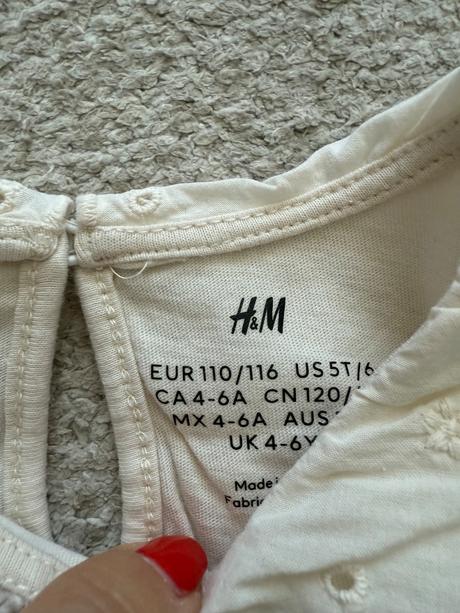 H&M
EUR 110/116 US 5T/6
CA 4-6A CN 120/
MX 4-6A AUS
UK 4-6Y
Made
Fabric